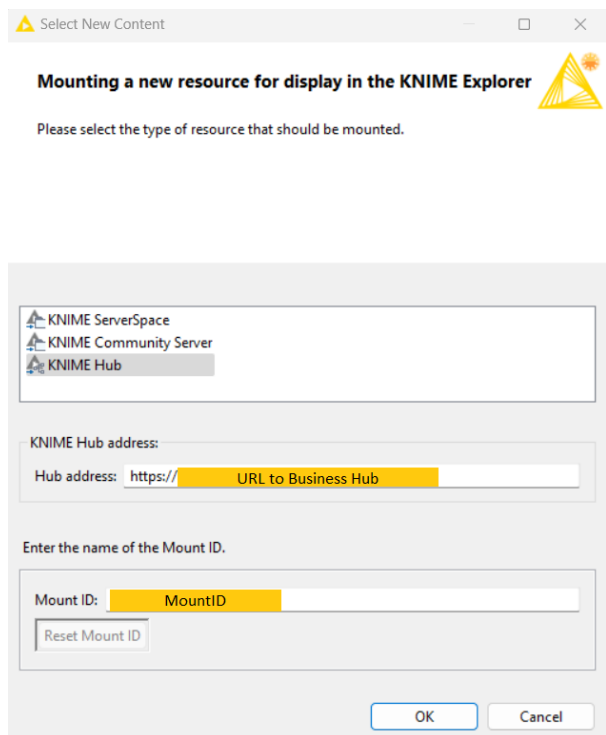 Select New Content
Mounting a new resource for display in the KNIME Explorer
Please select the type of resource that should be mounted.
KNIME ServerSpace
KNIME Community Server
KNIME Hub
KNIME Hub address:
Hub address: https:// URL to Business Hub
Enter the name of the Mount ID.
Mount ID: MountID
Reset Mount ID
OK Cancel